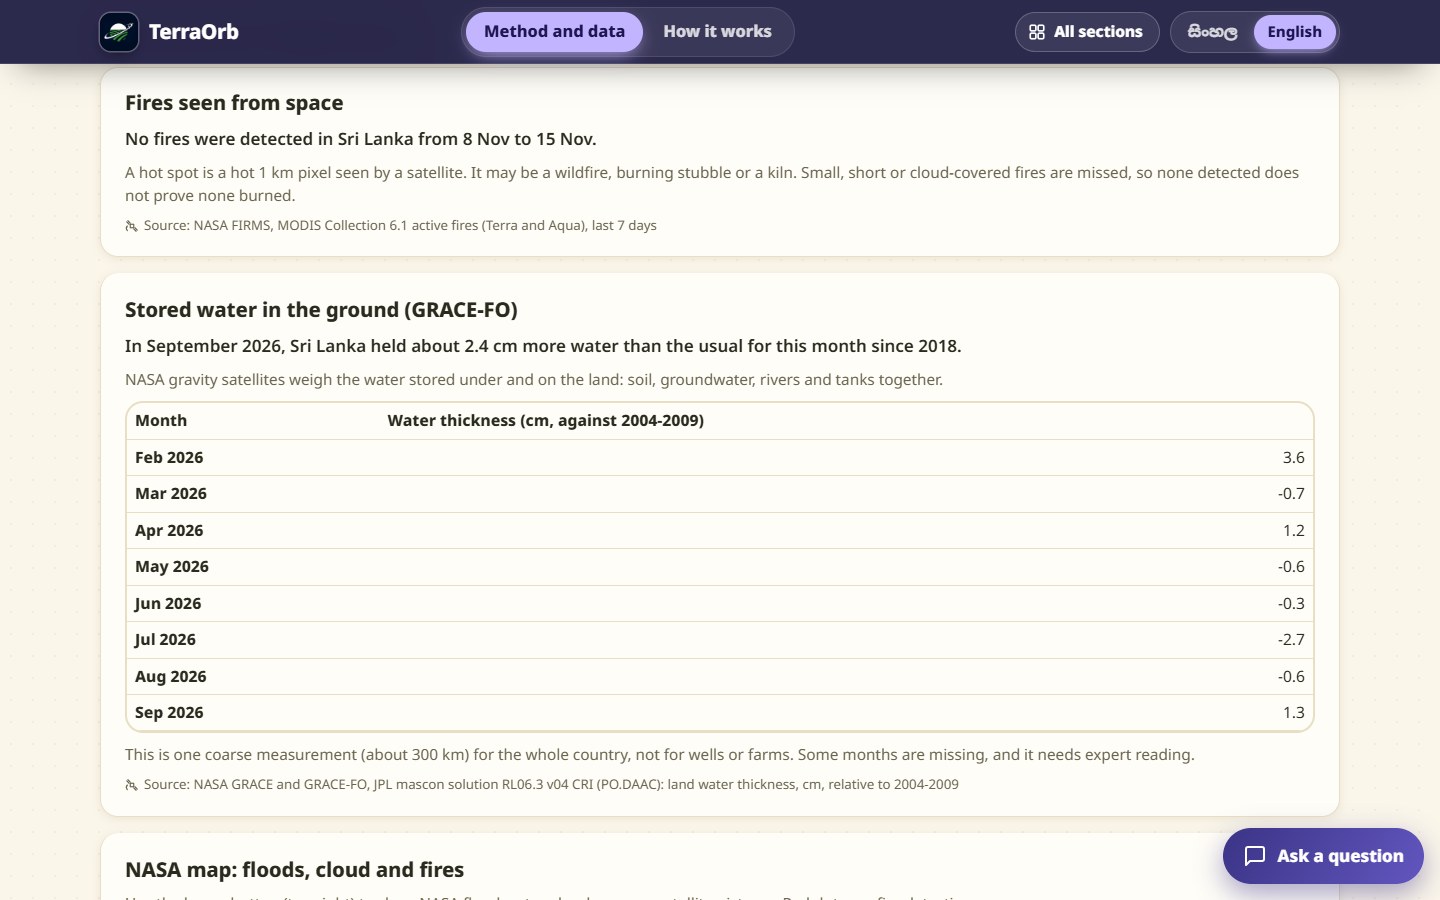 TerraOrb
Method and data
How it works
All sections
සිංහල
English
Fires seen from space
No fires were detected in Sri Lanka from 8 Nov to 15 Nov.
A hot spot is a hot 1 km pixel seen by a satellite. It may be a wildfire, burning stubble or a kiln. Small, short or cloud-covered fires are missed, so none detected does
not prove none burned.
Source: NASA FIRMS, MODIS Collection 6.1 active fires (Terra and Aqua), last 7 days
Stored water in the ground (GRACE-FO)
In September 2026, Sri Lanka held about 2.4 cm more water than the usual for this month since 2018.
NASA gravity satellites weigh the water stored under and on the land: soil, groundwater, rivers and tanks together.
Month Water thickness (cm, against 2004-2009)
Feb 2026 3.6
Mar 2026 -0.7
Apr 2026 1.2
May 2026 -0.6
Jun 2026 -0.3
Jul 2026 -2.7
Aug 2026 -0.6
Sep 2026 1.3
This is one coarse measurement (about 300 km) for the whole country, not for wells or farms. Some months are missing, and it needs expert reading.
Source: NASA GRACE and GRACE-FO, JPL mascon solution RL06.3 v04 CRI (PO.DAAC): land water thickness, cm, relative to 2004-2009
NASA map: floods, cloud and fires
Ask a question